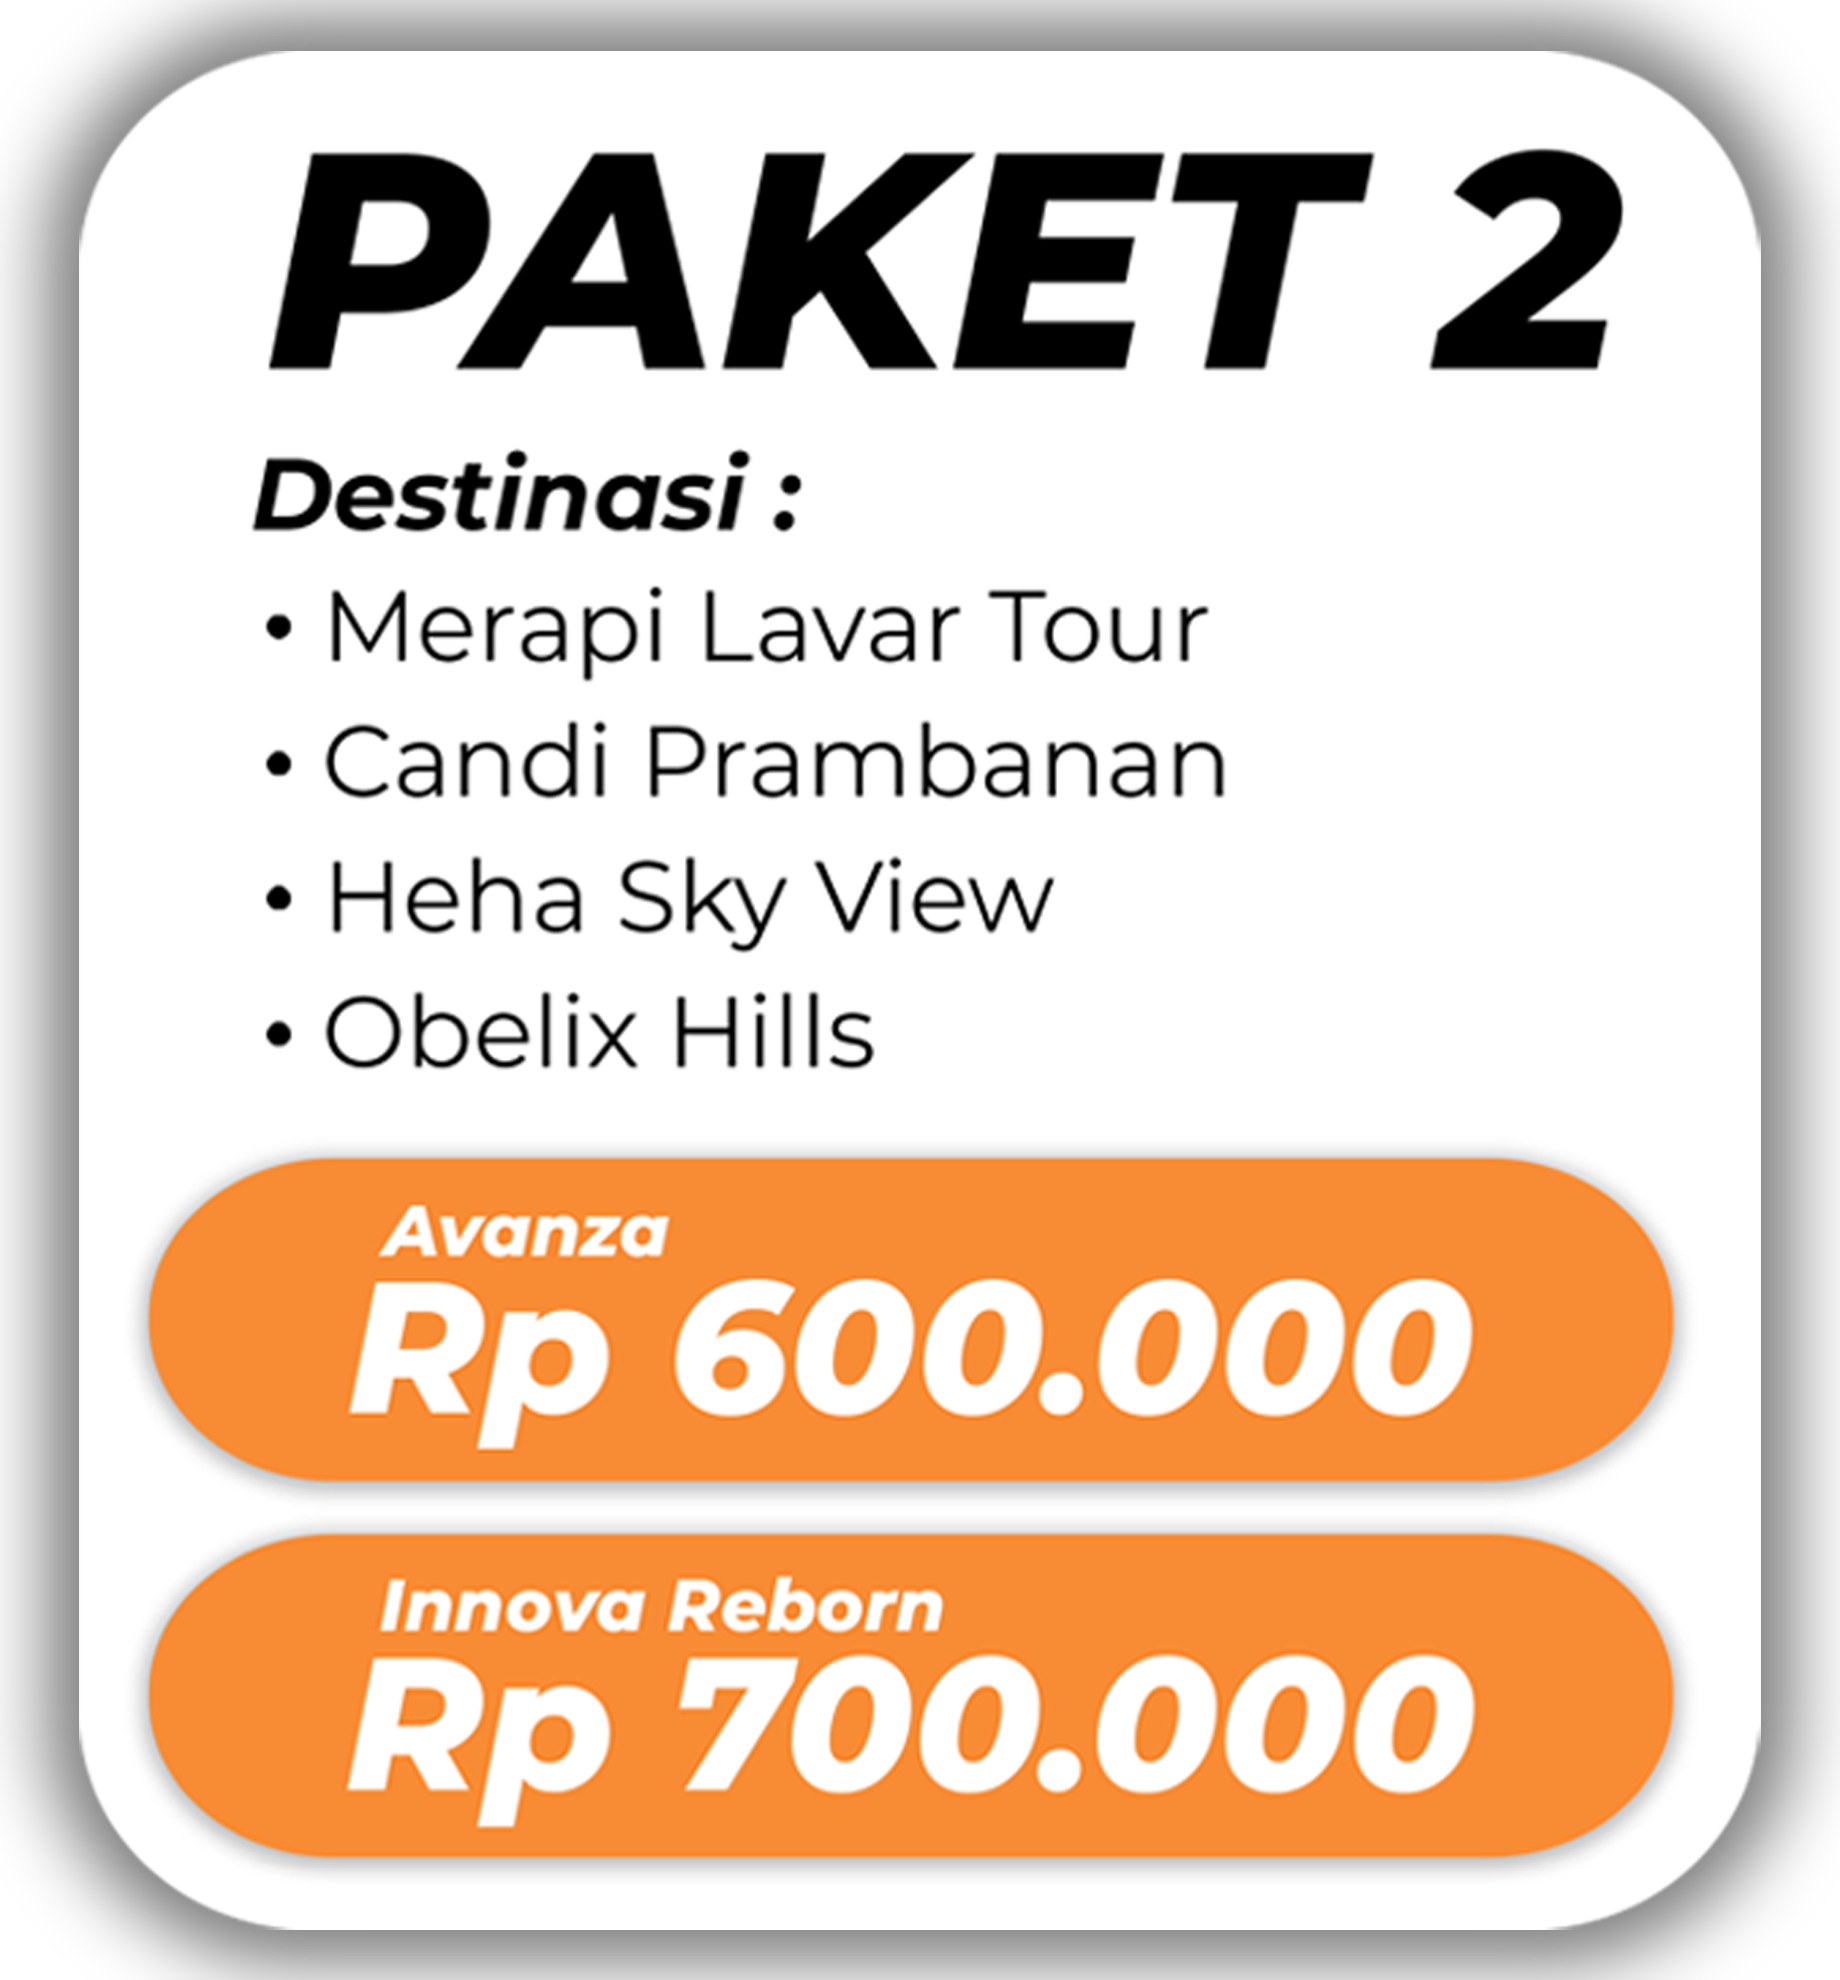 PAKET 2
Destinasi :
• Merapi Lavar Tour
• Candi Prambanan
• Heha Sky View
• Obelix Hills
Avanza
Rp 600.000
Innova Reborn
Rp 700.000